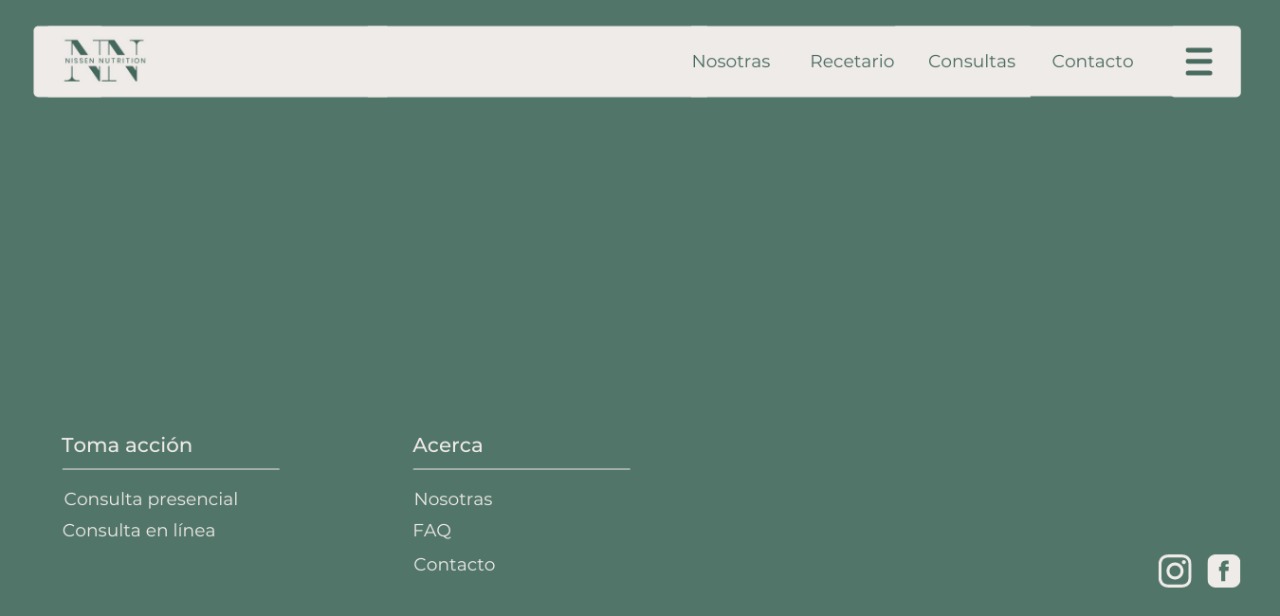 NN
NISSEN NUTRITION
Nosotras Recetario Consultas Contacto
Toma acción
Consulta presencial
Consulta en línea
Acerca
Nosotras
FAQ
Contacto